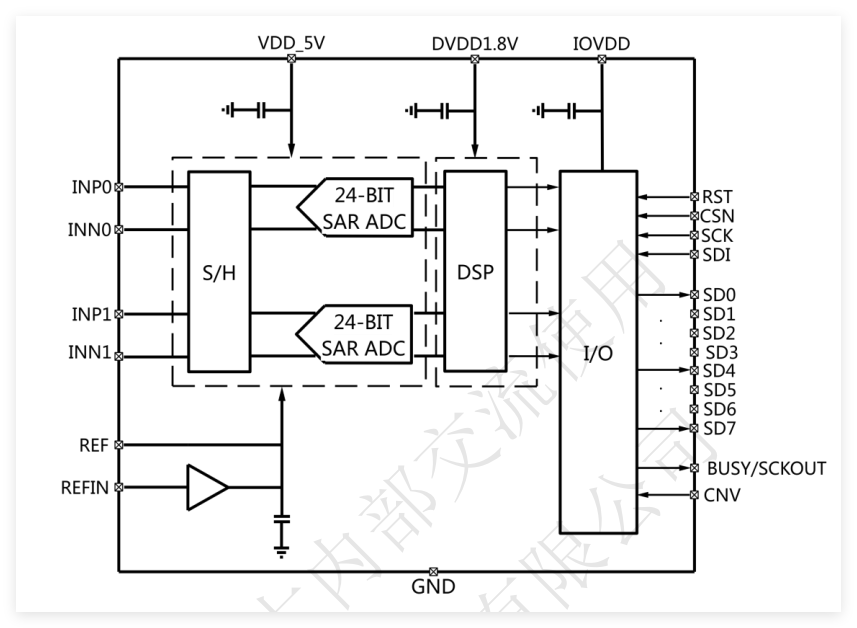 VDD_5V DVDD1.8V IOVDD
INP0
INN0
INP1
INN1
REF
REFIN
S/H
24-BIT
SAR ADC
24-BIT
SAR ADC
DSP
I/O
RST
CSN
SCK
SDI
SD0
SD1
SD2
SD3
SD4
SD5
SD6
SD7
BUSY/SCKOUT
CNV
GND
内部交流使用
有限公司